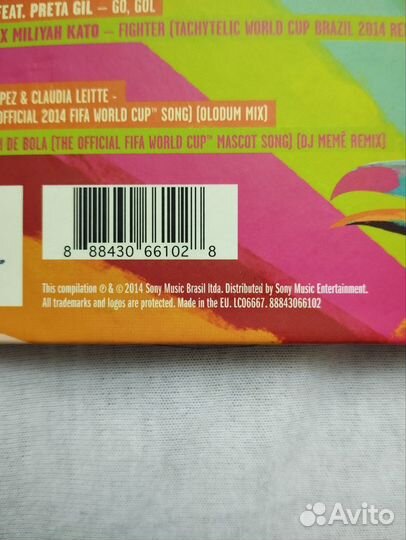 FEAT. PRETA GIL – GO, GOL
X MILIYAH KATO – FIGHTER (TACHYTELIC WORLD CUP BRAZIL 2014 RE
PEZ & CLAUDIA LEITTE -
OFFICIAL 2014 FIFA WORLD CUP™ SONG) (OLODUM MIX)
DE BOLA (THE OFFICIAL FIFA WORLD CUP™ MASCOT SONG) (DJ MEMÊ REMIX)
8 88430 66102 8
This compilation ℗ & © 2014 Sony Music Brasil ltda. Distributed by Sony Music Entertainment.
All trademarks and logos are protected. Made in the EU. LC06667. 88843066102
Avito